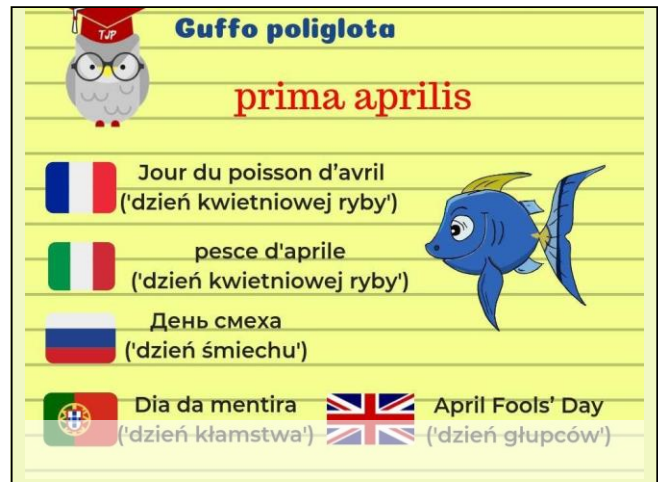 TJP
Guffo poliglota
prima aprilis
Jour du poisson d’avril
('dzień kwietniowej ryby')
pesce d'aprile
('dzień kwietniowej ryby')
День смеха
('dzień śmiechu')
Dia da mentira
('dzień kłamstwa')
April Fools’ Day
('dzień głupców')